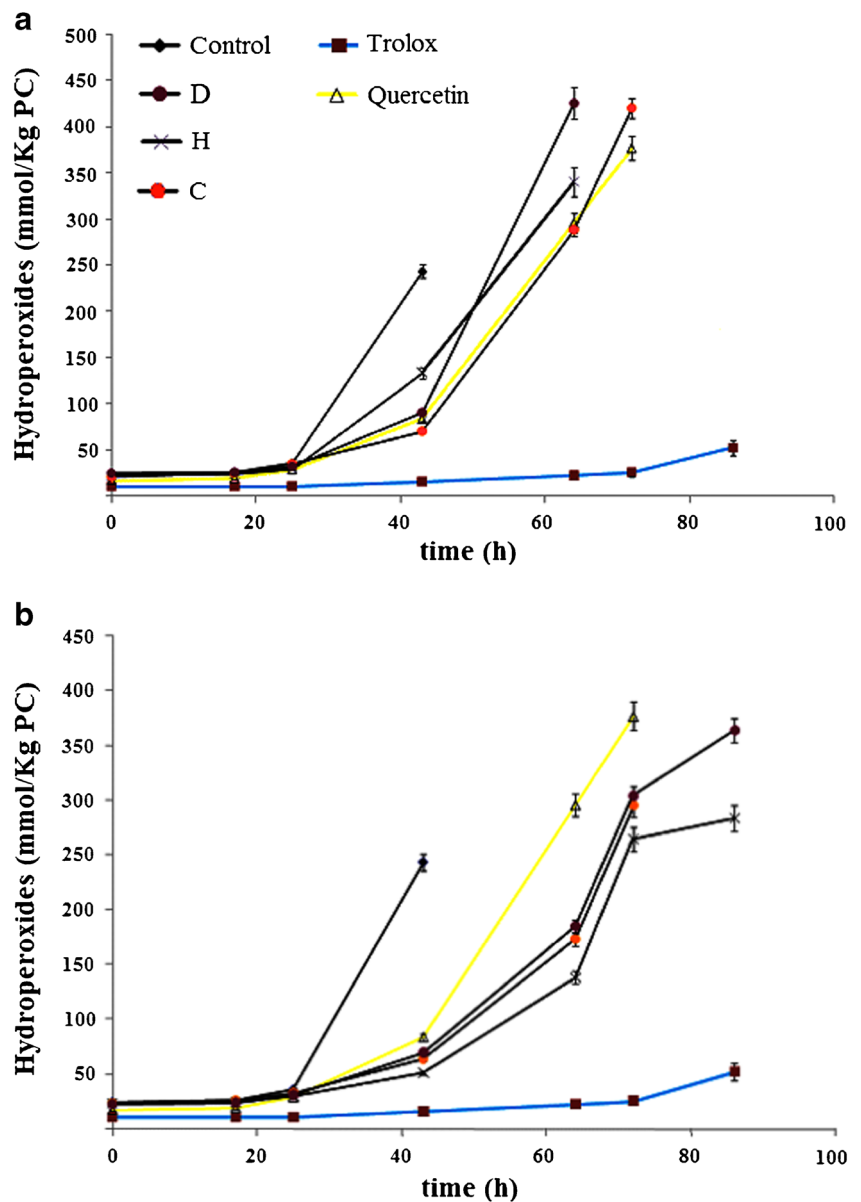 a
Hydroperoxides (mmol/Kg PC)
500
450
400
350
300
250
200
150
100
50
Control
D
H
C
Trolox
Quercetin
0 20 40 60 80 100
time (h)
b
Hydroperoxides (mmol/Kg PC)
450
400
350
300
250
200
150
100
50
0 20 40 60 80 100
time (h)